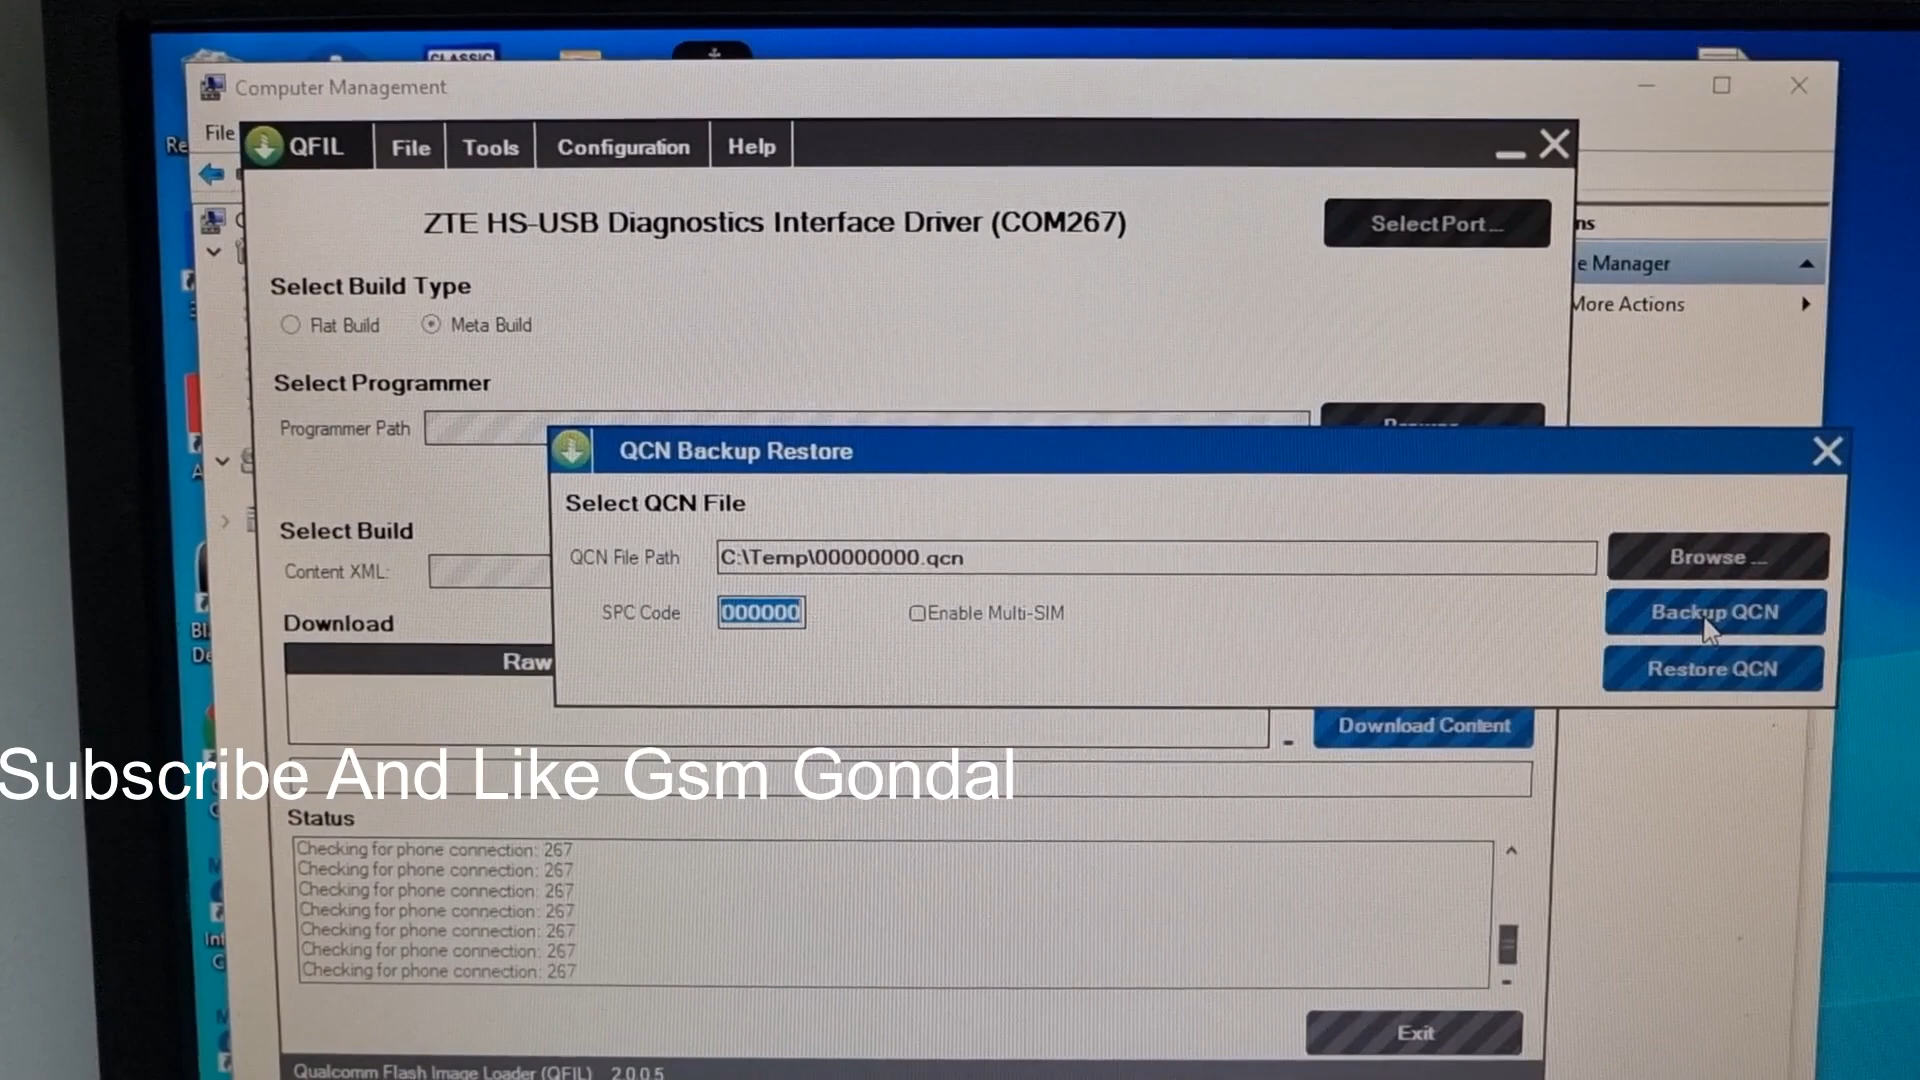 CLASSIC
Computer Management
File
QFIL File Tools Configuration Help
ZTE HS-USB Diagnostics Interface Driver (COM267)
Select Port ...
Select Build Type
Flat Build Meta Build
e Manager
More Actions
Select Programmer
Programmer Path
QCN Backup Restore
Select QCN File
QCN File Path C:\Temp\00000000.qcn Browse ...
SPC Code 000000 Enable Multi-SIM Backup QCN
Restore QCN
Select Build
Content XML:
Download
Raw
Download Content
Subscribe And Like Gsm Gondal
Status
Checking for phone connection: 267
Checking for phone connection: 267
Checking for phone connection: 267
Checking for phone connection: 267
Checking for phone connection: 267
Checking for phone connection: 267
Checking for phone connection: 267
Exit
Qualcomm Flash Image Loader (QFIL) 2.0.0.5